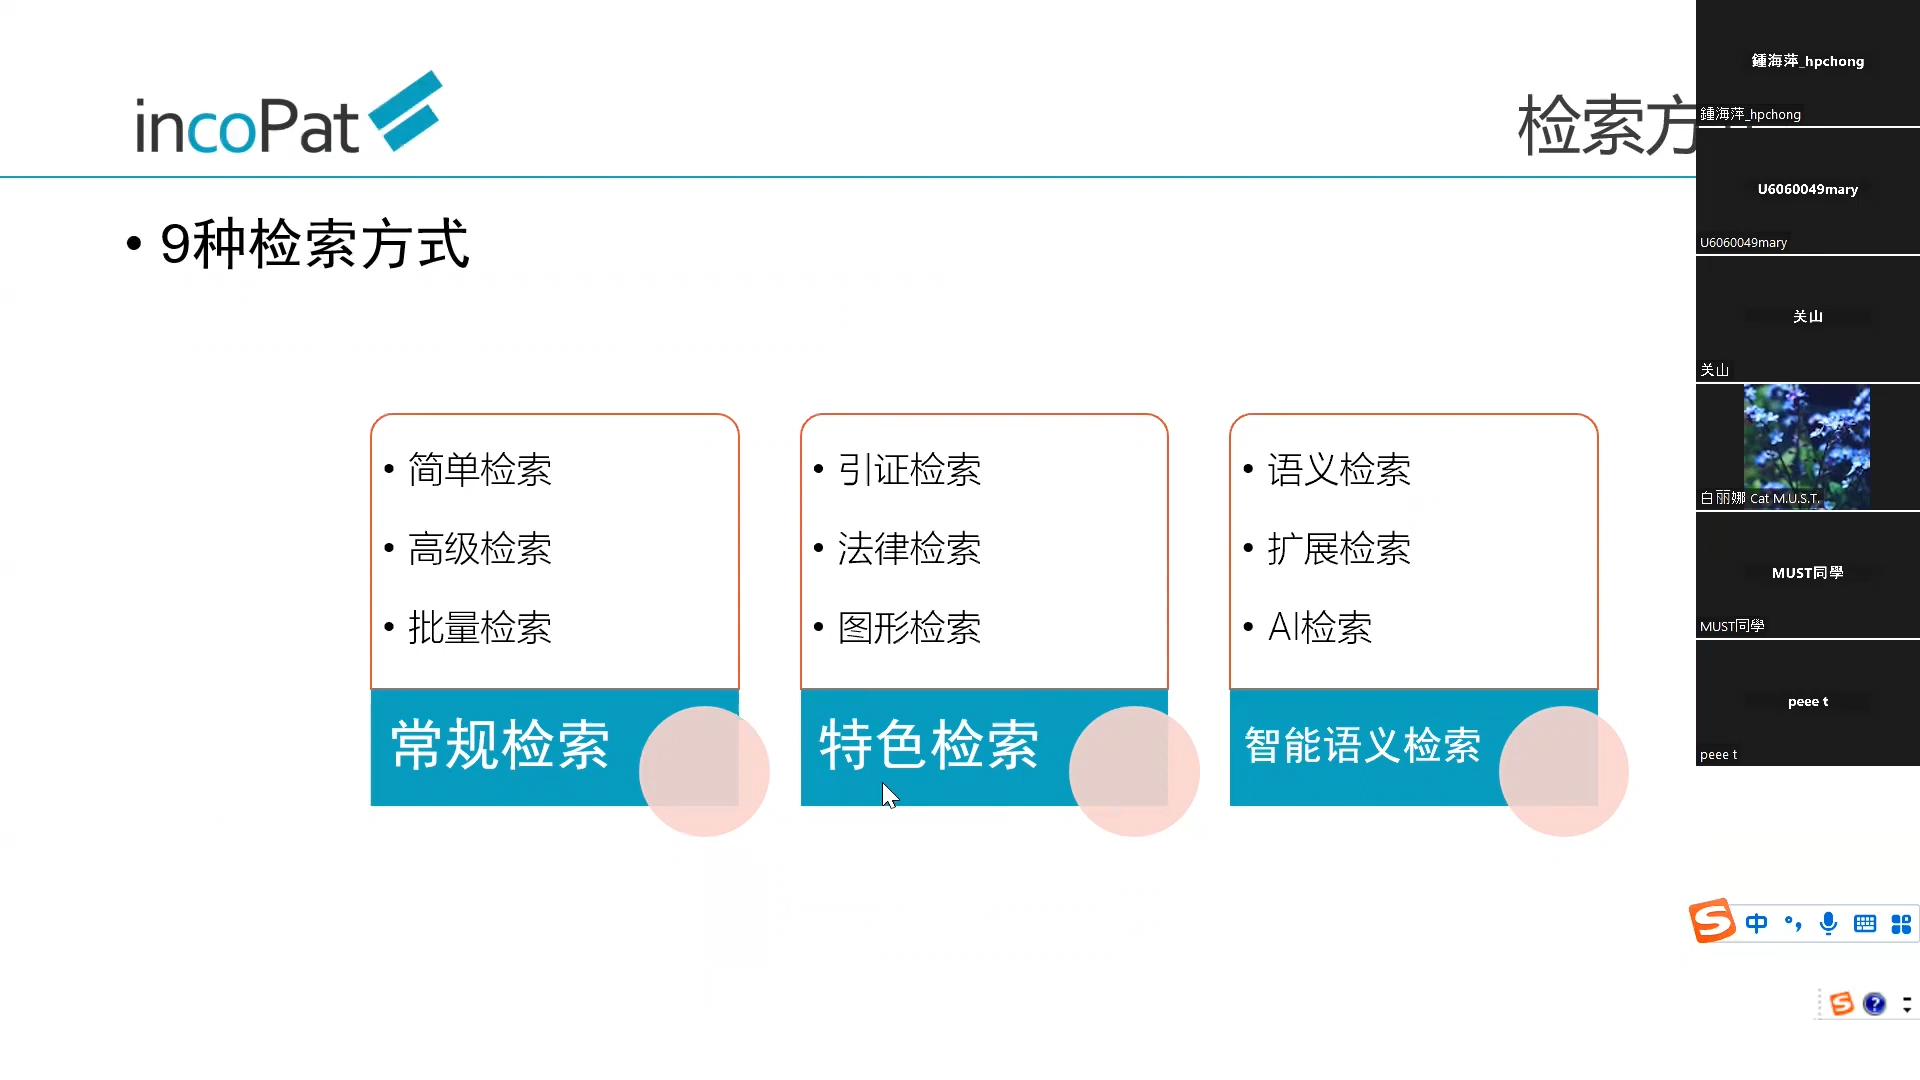 incoPat
检索方
• 9种检索方式
• 简单检索
• 高级检索
• 批量检索
常规检索
• 引证检索
• 法律检索
• 图形检索
特色检索
• 语义检索
• 扩展检索
• AI检索
智能语义检索
鍾海萍_hpchong
鍾海萍_hpchong
U6060049mary
U6060049mary
关山
关山
白丽娜 Cat M.U.S.T.
MUST同學
MUST同學
peee t
peee t
S 中 °,
S ?